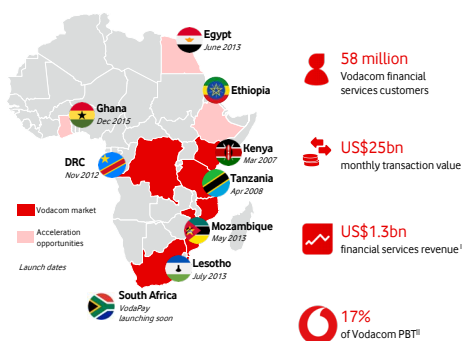 Egypt
June 2013
Ethiopia
Ghana
Dec 2015
Kenya
Mar 2007
DRC
Nov 2012
Tanzania
Apr 2008
Vodacom market
Acceleration
opportunities
Mozambique
May 2013
Launch dates
Lesotho
July 2013
South Africa
VodaPay
launching soon
58 million
Vodacom financial
services customers
US$25bn
monthly transaction value
US$1.3bn
financial services revenue I
17%
of Vodacom PBT II